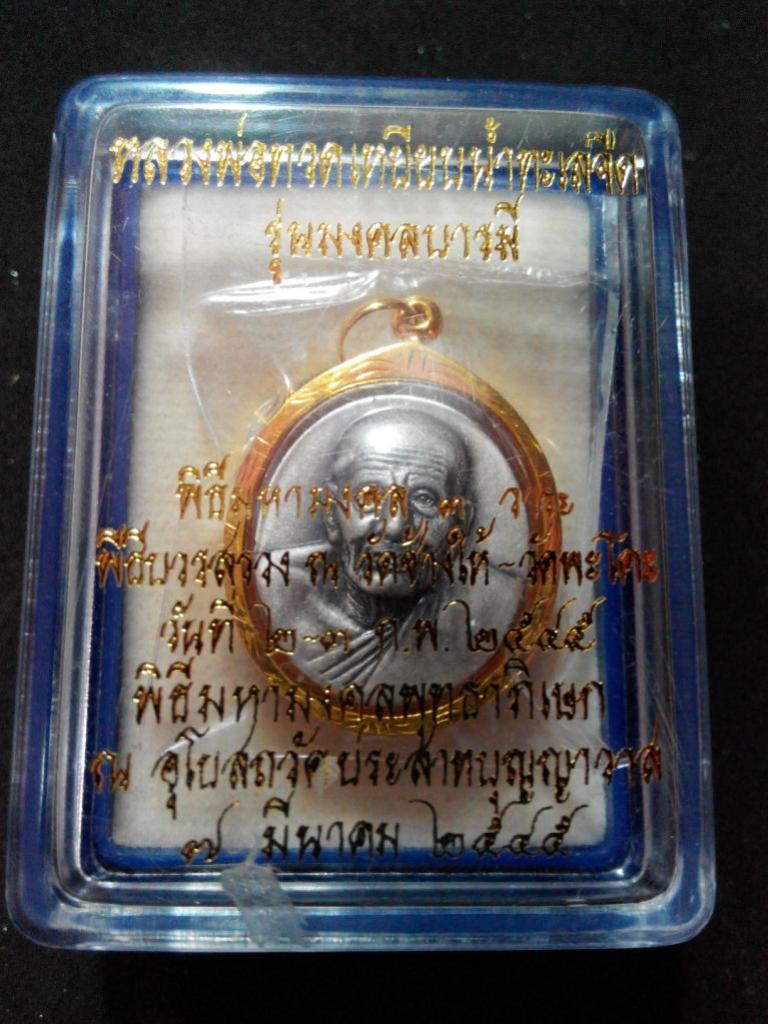 หลวงพ่อทวดเหยียบน้ำทะเลจืด
รุ่นมงคลบารมี
พิธีมหามงคล ๓ วาระ
พิธีบวรสรวง ณ วัดช้างให้-วัดพะโคะ
วันที่ ๒-๓ ก.พ. ๒๕๔๕
พิธีมหามงคลพุทธาภิเษก
ณ อุโบสถวัดประสาทบุญญาวาส
๗ มีนาคม ๒๕๔๕